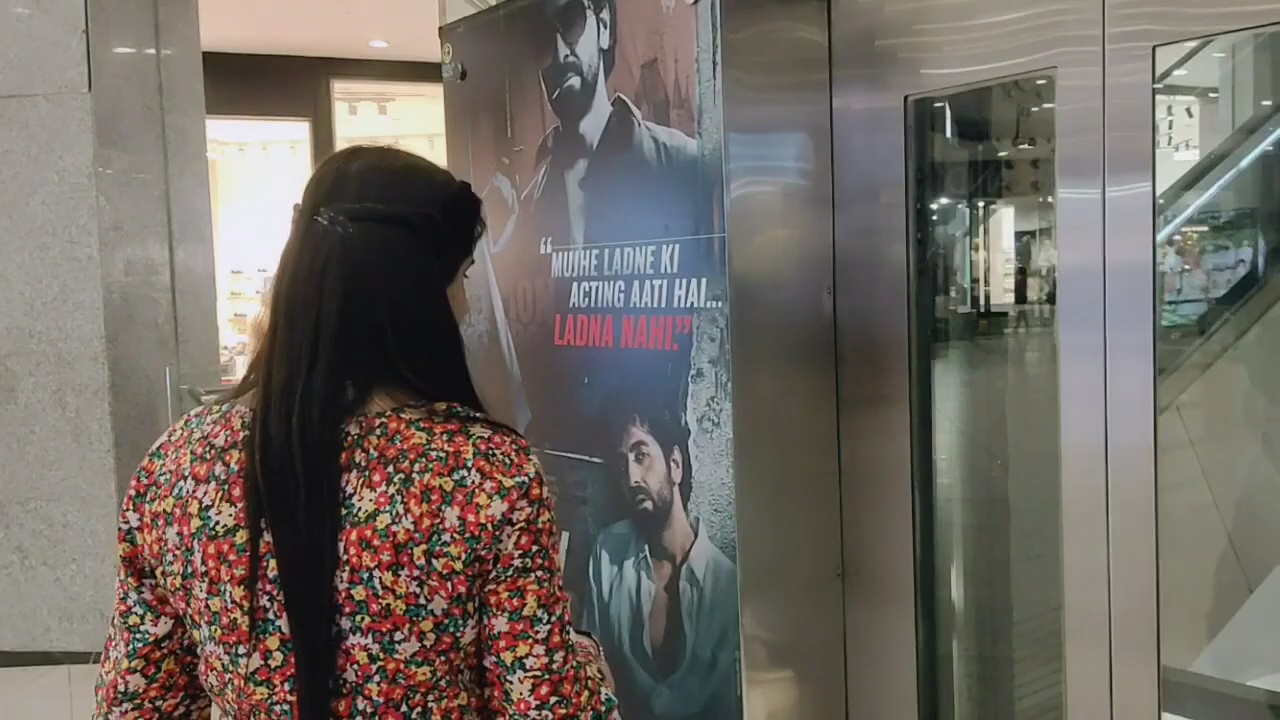 “MUJHE LADNE KI
ACTING AATI HAI...
LADNA NAHI.”